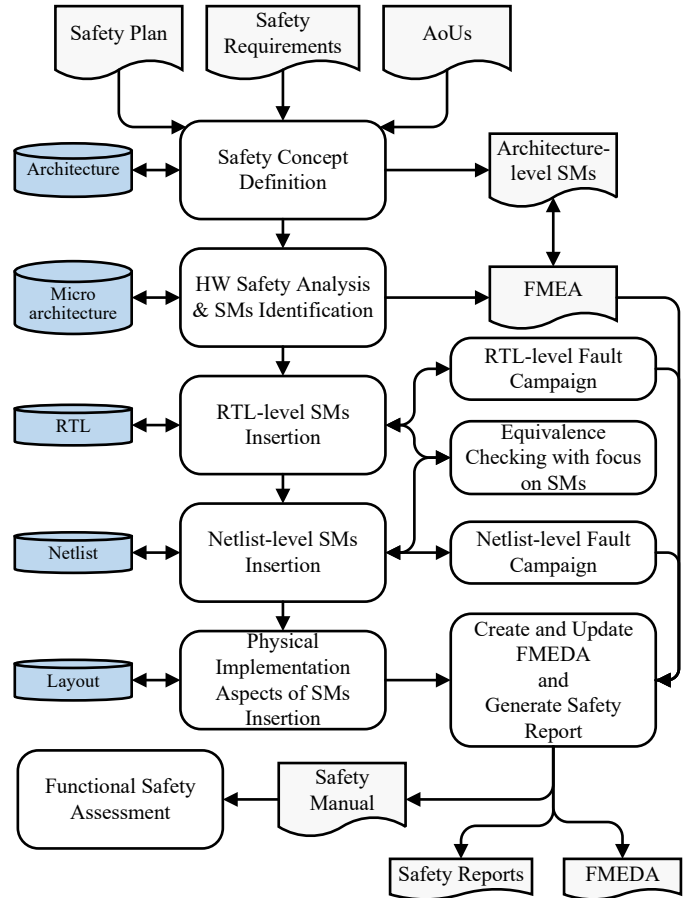 Safety Plan
Safety
Requirements
AoUs
Architecture
Safety Concept
Definition
Architecture-
level SMs
Micro
architecture
HW Safety Analysis
& SMs Identification
FMEA
RTL
RTL-level SMs
Insertion
RTL-level Fault
Campaign
Equivalence
Checking with focus
on SMs
Netlist
Netlist-level SMs
Insertion
Netlist-level Fault
Campaign
Layout
Physical
Implementation
Aspects of SMs
Insertion
Create and Update
FMEDA
and
Generate Safety
Report
Functional Safety
Assessment
Safety
Manual
Safety Reports
FMEDA